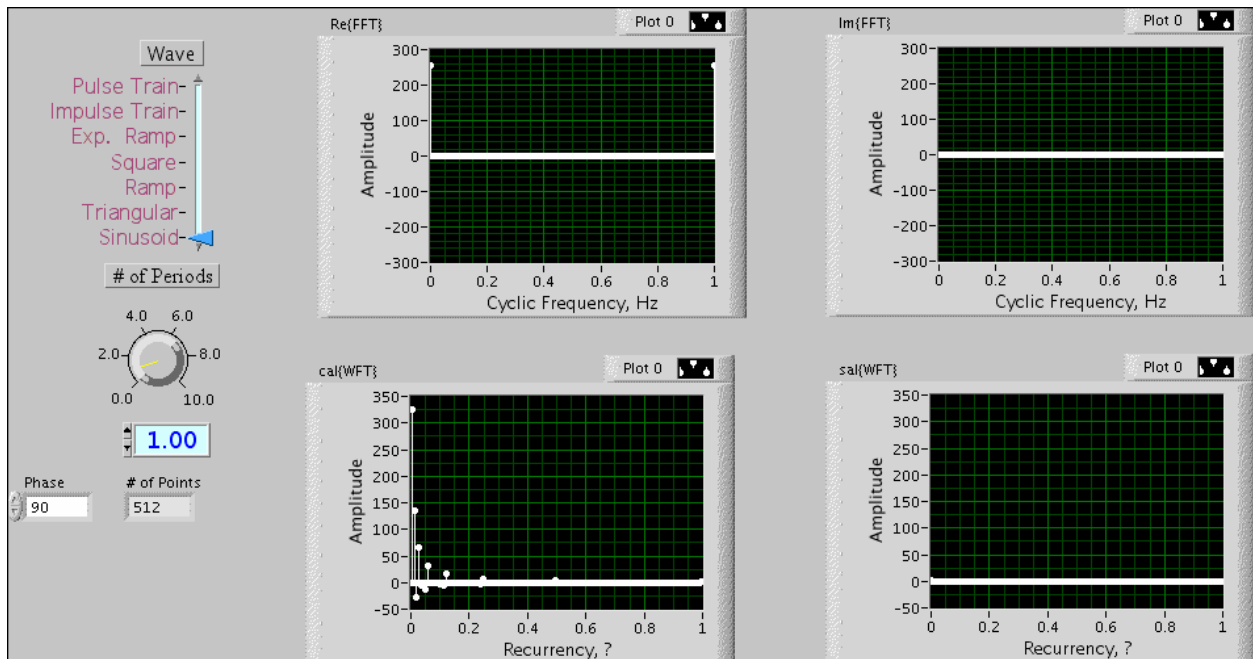 Wave
Pulse Train
Impulse Train
Exp. Ramp
Square
Ramp
Triangular
Sinusoid
# of Periods
4.0 6.0
2.0 8.0
0.0 10.0
1.00
Phase # of Points
90 512
Re{FFT} Plot 0
300
200
100
0
-100
-200
-300
Amplitude
0 0.2 0.4 0.6 0.8 1
Cyclic Frequency, Hz
Im{FFT} Plot 0
300
200
100
0
-100
-200
-300
Amplitude
0 0.2 0.4 0.6 0.8 1
Cyclic Frequency, Hz
cal{WFT} Plot 0
350
300
250
200
150
100
50
0
-50
Amplitude
0 0.2 0.4 0.6 0.8 1
Recurrency, ?
sal{WFT} Plot 0
350
300
250
200
150
100
50
0
-50
Amplitude
0 0.2 0.4 0.6 0.8 1
Recurrency, ?